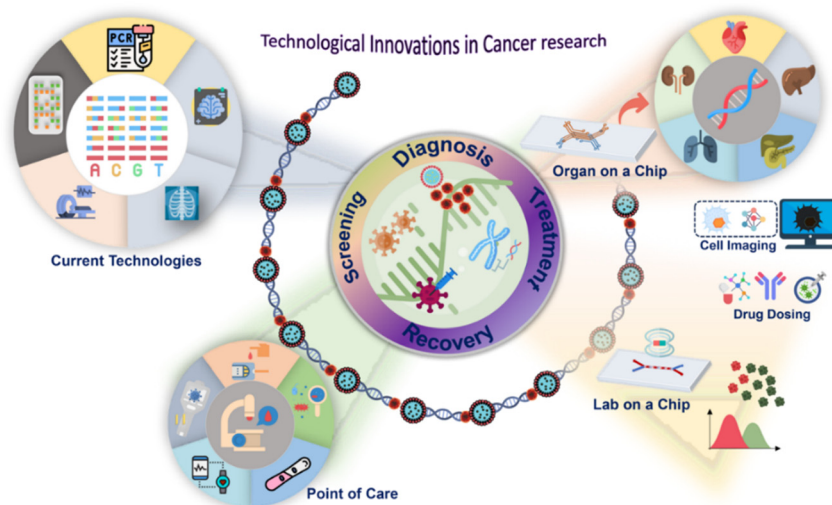 Technological Innovations in Cancer research
PCR
A C G T
Current Technologies
Screening
Diagnosis
Treatment
Recovery
Organ on a Chip
Cell Imaging
Drug Dosing
Lab on a Chip
Point of Care